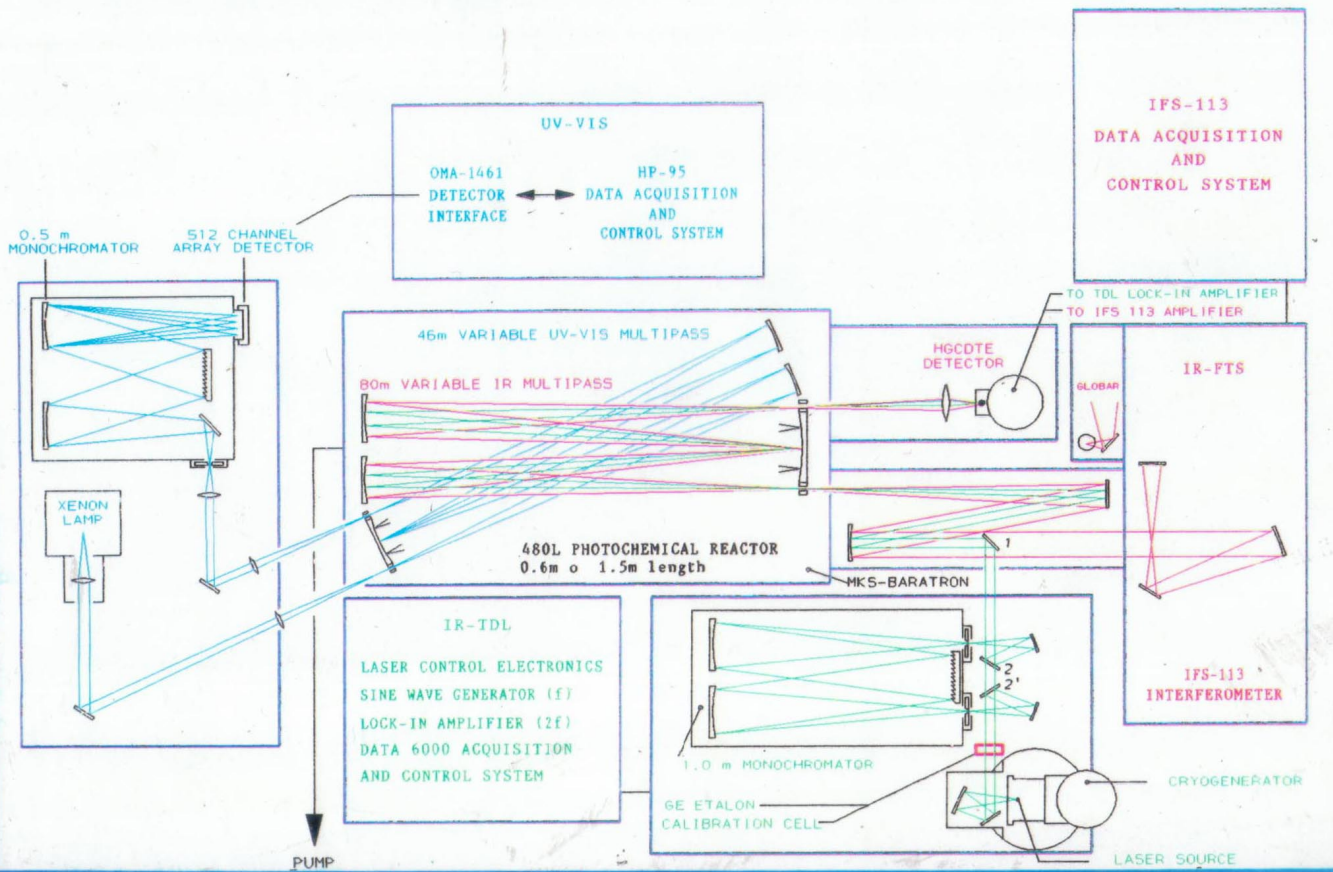 IFS-113
DATA ACQUISITION
AND
CONTROL SYSTEM
UV-VIS
OMA-1461
DETECTOR
INTERFACE
HP-95
DATA ACQUISITION
AND
CONTROL SYSTEM
0.5 m
MONOCHROMATOR
512 CHANNEL
ARRAY DETECTOR
TO TDL LOCK-IN AMPLIFIER
TO IFS 113 AMPLIFIER
46m VARIABLE UV-VIS MULTIPASS
80m VARIABLE IR MULTIPASS
HGCDTE
DETECTOR
GLOBAR
IR-FTS
XENON
LAMP
480L PHOTOCHEMICAL REACTOR
0.6m o 1.5m length
MKS-BARATRON
1
IR-TDL
LASER CONTROL ELECTRONICS
SINE WAVE GENERATOR (f)
LOCK-IN AMPLIFIER (2f)
DATA 6000 ACQUISITION
AND CONTROL SYSTEM
2
2'
IFS-113
INTERFEROMETER
1.0 m MONOCHROMATOR
GE ETALON
CALIBRATION CELL
CRYOGENERATOR
LASER SOURCE
PUMP